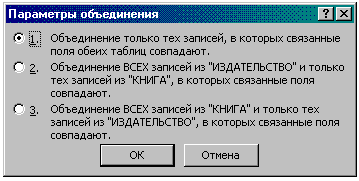 Параметры объединения
1. Объединение только тех записей, в которых связанные
поля обеих таблиц совпадают.
2. Объединение ВСЕХ записей из "ИЗДАТЕЛЬСТВО" и только
тех записей из "КНИГА", в которых связанные поля
совпадают.
3. Объединение ВСЕХ записей из "КНИГА" и только тех
записей из "ИЗДАТЕЛЬСТВО", в которых связанные поля
совпадают.
ОК Отмена